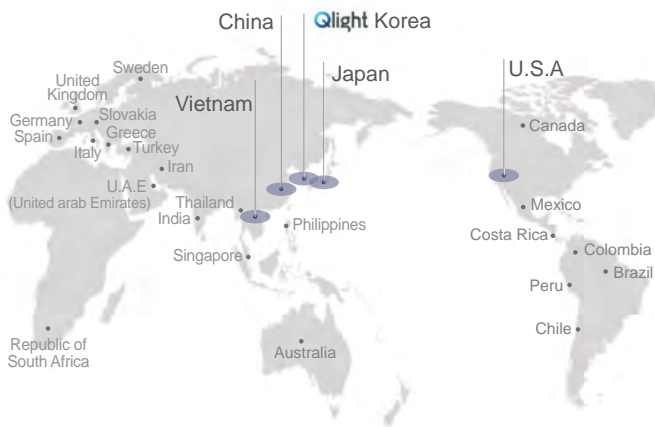 China
Qlight Korea
Japan
U.S.A
Vietnam
Sweden
United
Kingdom
Germany
Slovakia
Spain
Greece
Italy
Turkey
Iran
U.A.E
(United arab Emirates)
Thailand
India
Philippines
Singapore
Republic of
South Africa
Australia
Canada
Mexico
Costa Rica
Colombia
Brazil
Peru
Chile